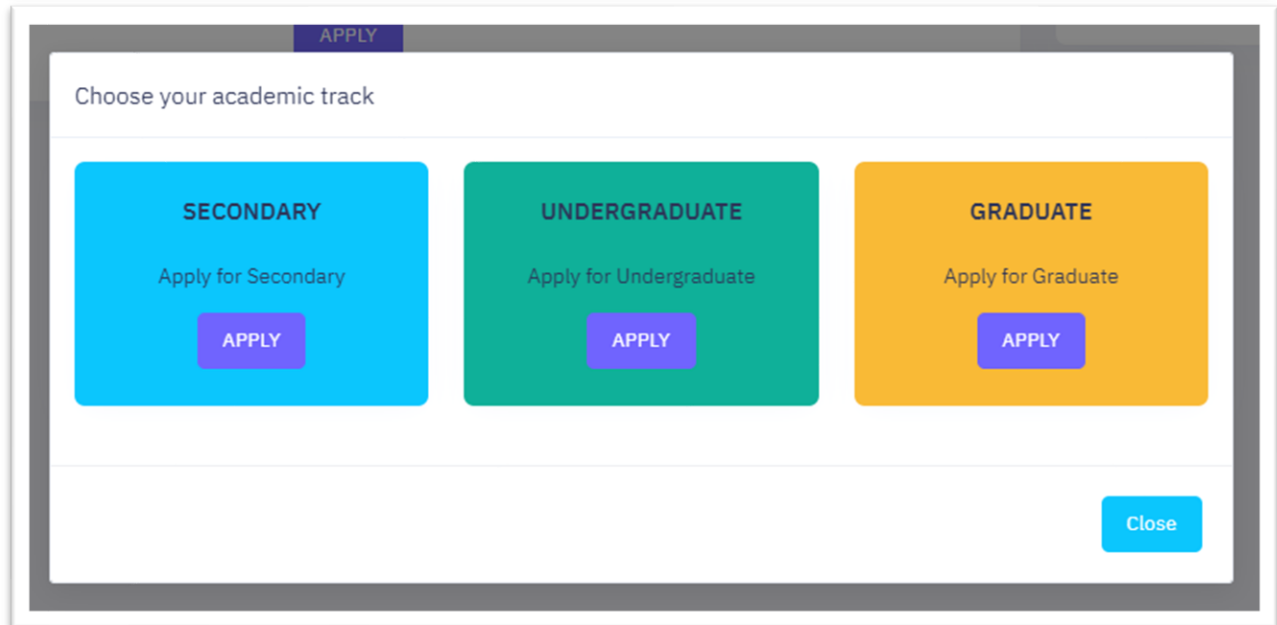 APPLY
Choose your academic track
SECONDARY
Apply for Secondary
APPLY
UNDERGRADUATE
Apply for Undergraduate
APPLY
GRADUATE
Apply for Graduate
APPLY
Close